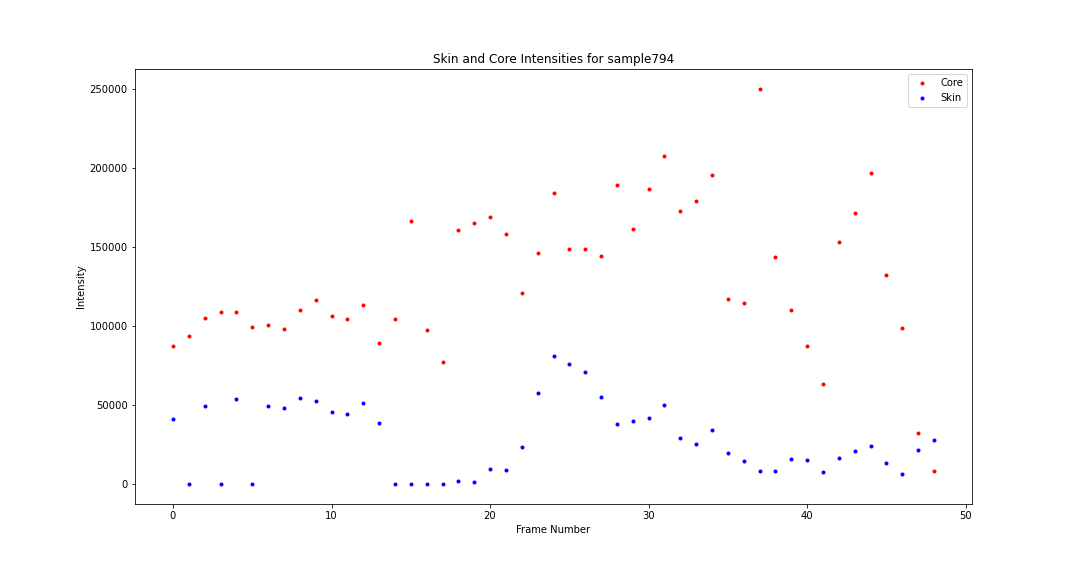 Skin and Core Intensities for sample794
Core
Skin
250000
200000
150000
100000
50000
0
Intensity
0 10 20 30 40 50
Frame Number